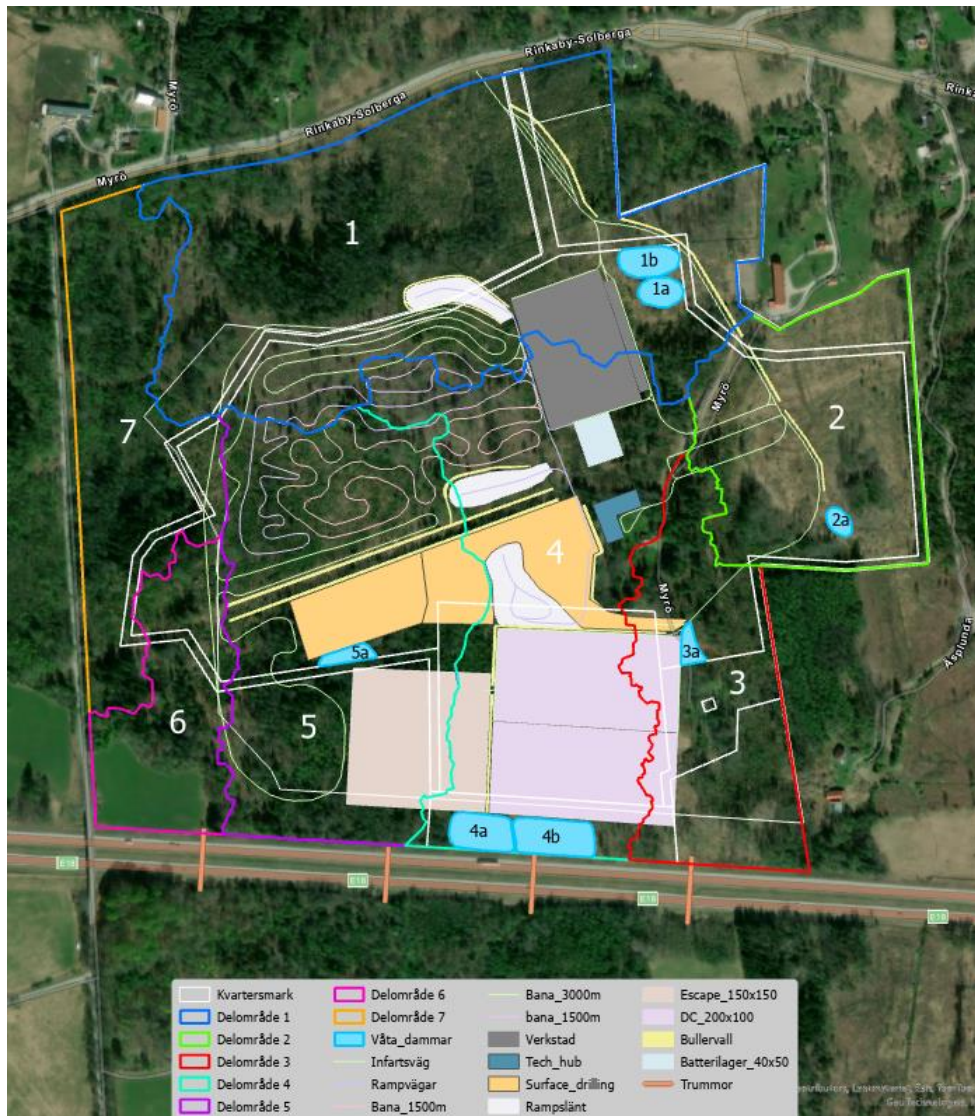 Rinkaby-Solberga
Myrö
Rinkaby-Solberga
Myrö
1
1b
1a
7
Myrö
2
2a
4
Myrö
5a
3a
3
6
5
Åsplunda
4a
4b
E18
E18
E18
E18
Kvartersmark
Delområde 1
Delområde 2
Delområde 3
Delområde 4
Delområde 5
Delområde 6
Delområde 7
Våta_dammar
Infartsväg
Rampvägar
Bana_1500m
Bana_3000m
bana_1500m
Verkstad
Tech_hub
Surface_drilling
Rampslänt
Escape_150x150
DC_200x100
Bullervall
Batterilager_40x50
Trummor